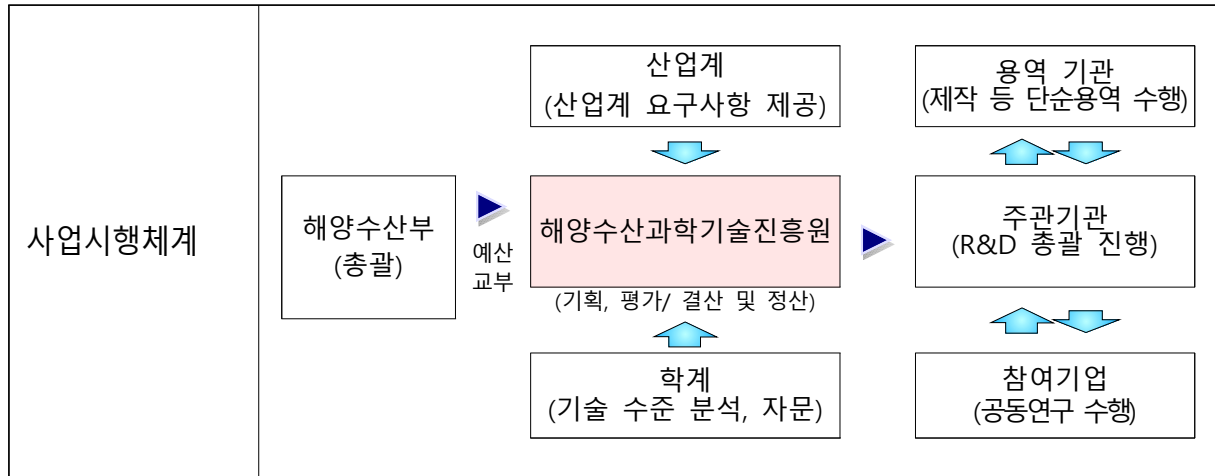 사업시행체계
해양수산부
(총괄)
예산
교부
산업계
(산업계 요구사항 제공)
해양수산과학기술진흥원
(기획, 평가/ 결산 및 정산)
학계
(기술 수준 분석, 자문)
용역 기관
(제작 등 단순용역 수행)
주관기관
(R&D 총괄 진행)
참여기업
(공동연구 수행)